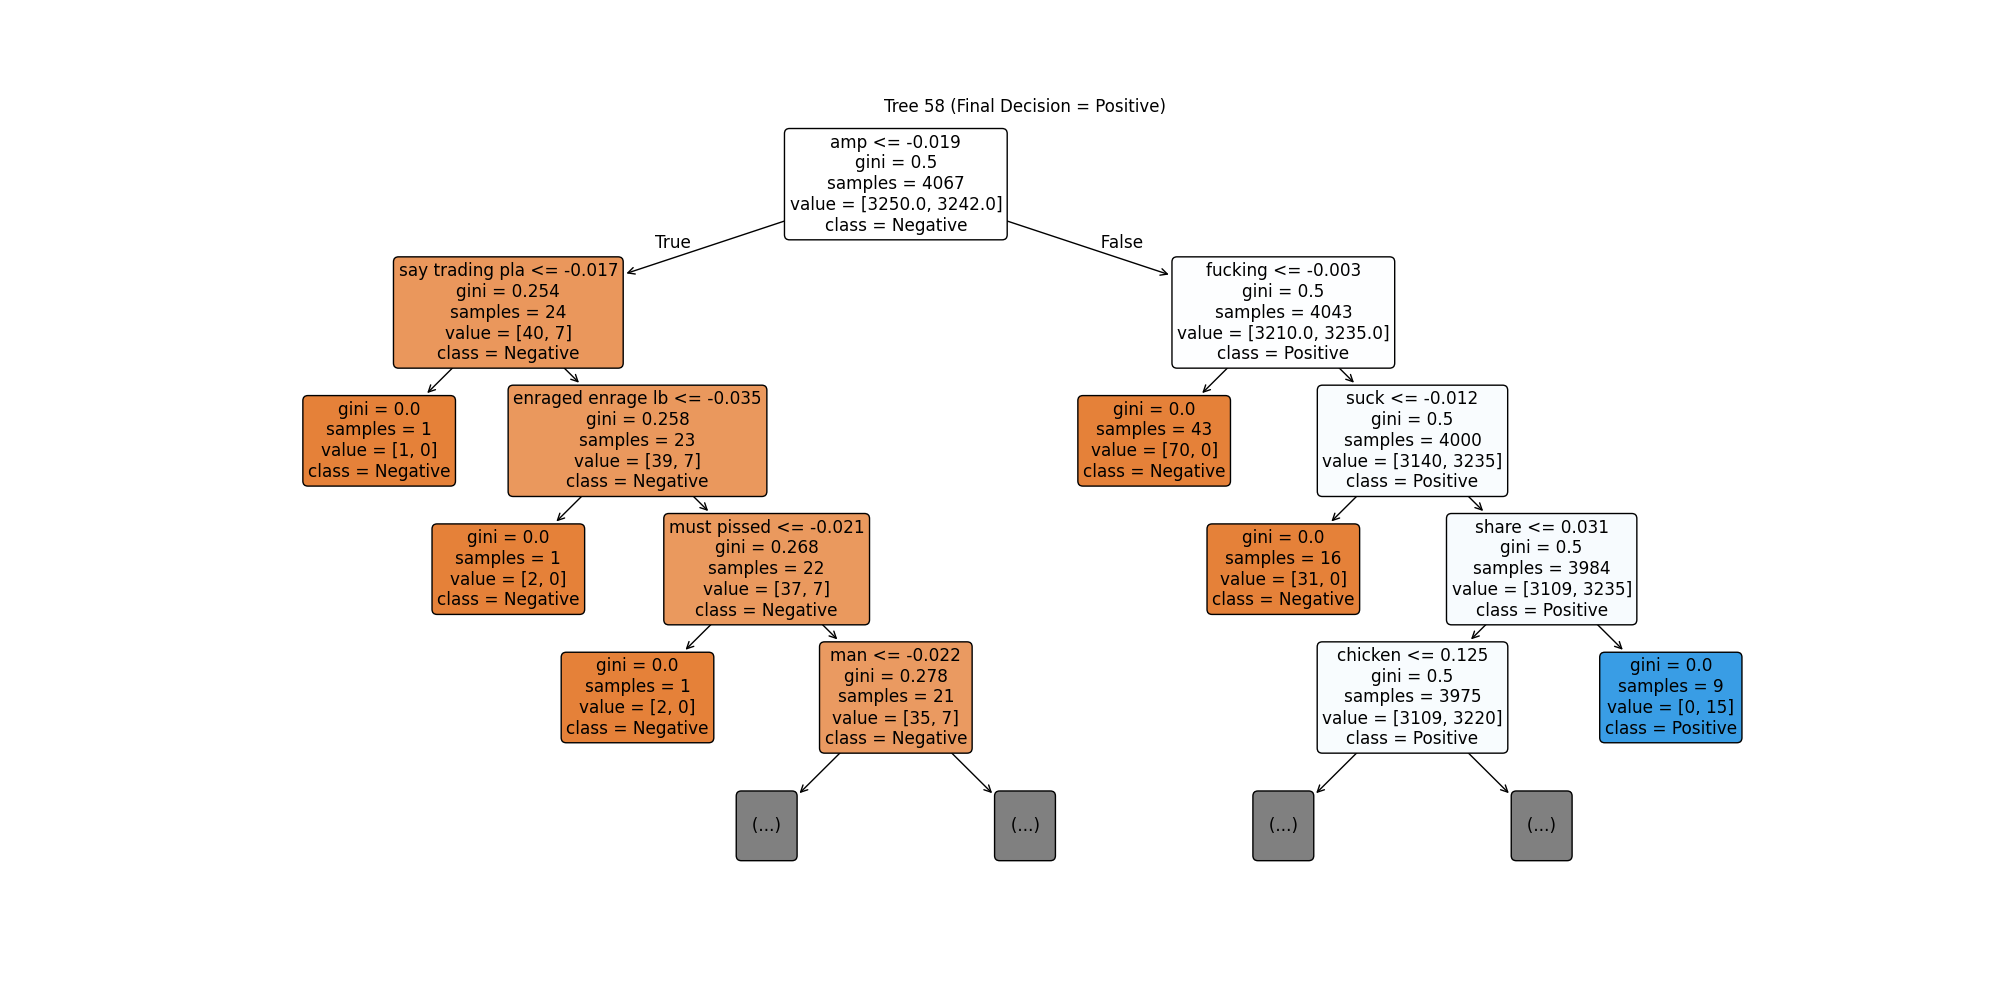 Tree 58 (Final Decision = Positive)
amp <= -0.019
gini = 0.5
samples = 4067
value = [3250.0, 3242.0]
class = Negative
True
False
say trading pla <= -0.017
gini = 0.254
samples = 24
value = [40, 7]
class = Negative
fucking <= -0.003
gini = 0.5
samples = 4043
value = [3210.0, 3235.0]
class = Positive
gini = 0.0
samples = 1
value = [1, 0]
class = Negative
enraged enrage lb <= -0.035
gini = 0.258
samples = 23
value = [39, 7]
class = Negative
gini = 0.0
samples = 43
value = [70, 0]
class = Negative
suck <= -0.012
gini = 0.5
samples = 4000
value = [3140, 3235]
class = Positive
gini = 0.0
samples = 1
value = [2, 0]
class = Negative
must pissed <= -0.021
gini = 0.268
samples = 22
value = [37, 7]
class = Negative
gini = 0.0
samples = 16
value = [31, 0]
class = Negative
share <= 0.031
gini = 0.5
samples = 3984
value = [3109, 3235]
class = Positive
gini = 0.0
samples = 1
value = [2, 0]
class = Negative
man <= -0.022
gini = 0.278
samples = 21
value = [35, 7]
class = Negative
chicken <= 0.125
gini = 0.5
samples = 3975
value = [3109, 3220]
class = Positive
gini = 0.0
samples = 9
value = [0, 15]
class = Positive
(...)
(...)
(...)
(...)